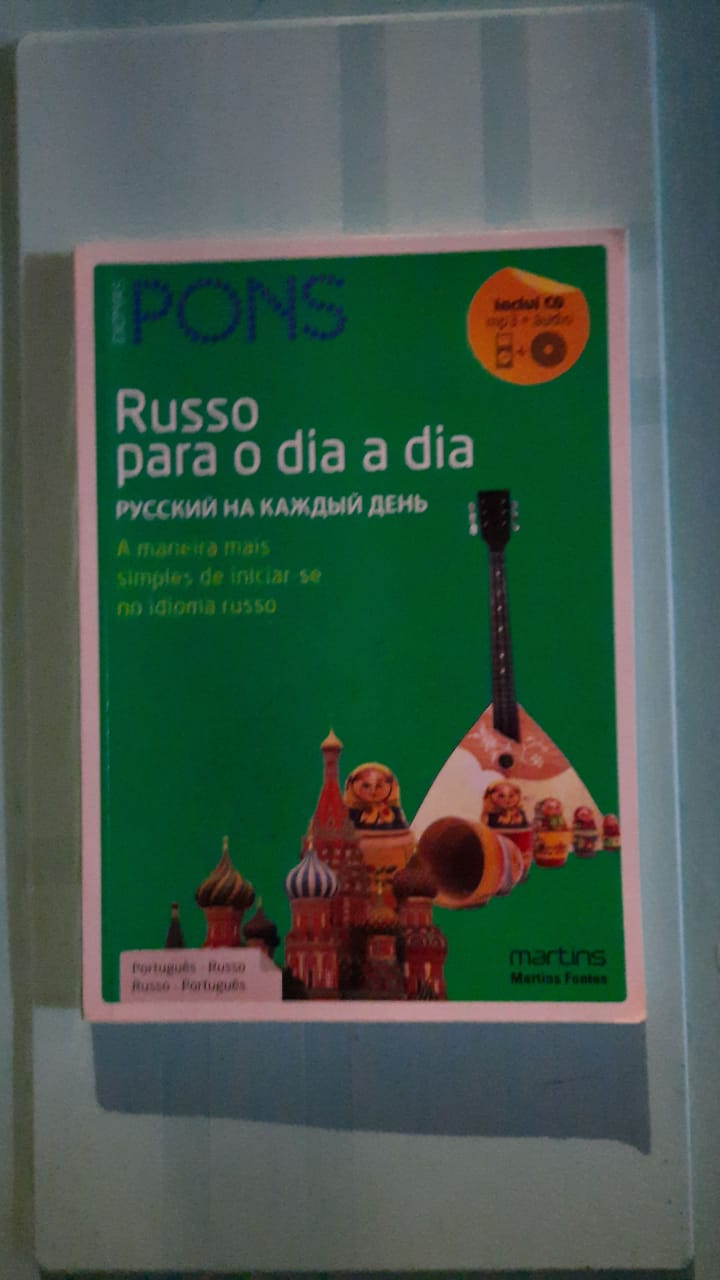 PONS
Inclui CD
mp3 + áudio
Russo
para o dia a dia
РУССКИЙ НА КАЖДЫЙ ДЕНЬ
A maneira mais
simples de iniciar-se
no idioma russo
Português - Russo
Russo - Português
martins
Martins Fontes